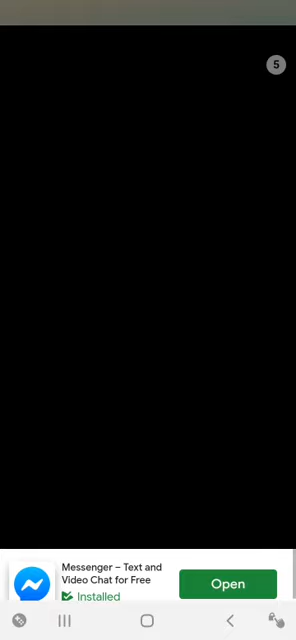 5
Messenger – Text and
Video Chat for Free
Installed
Open